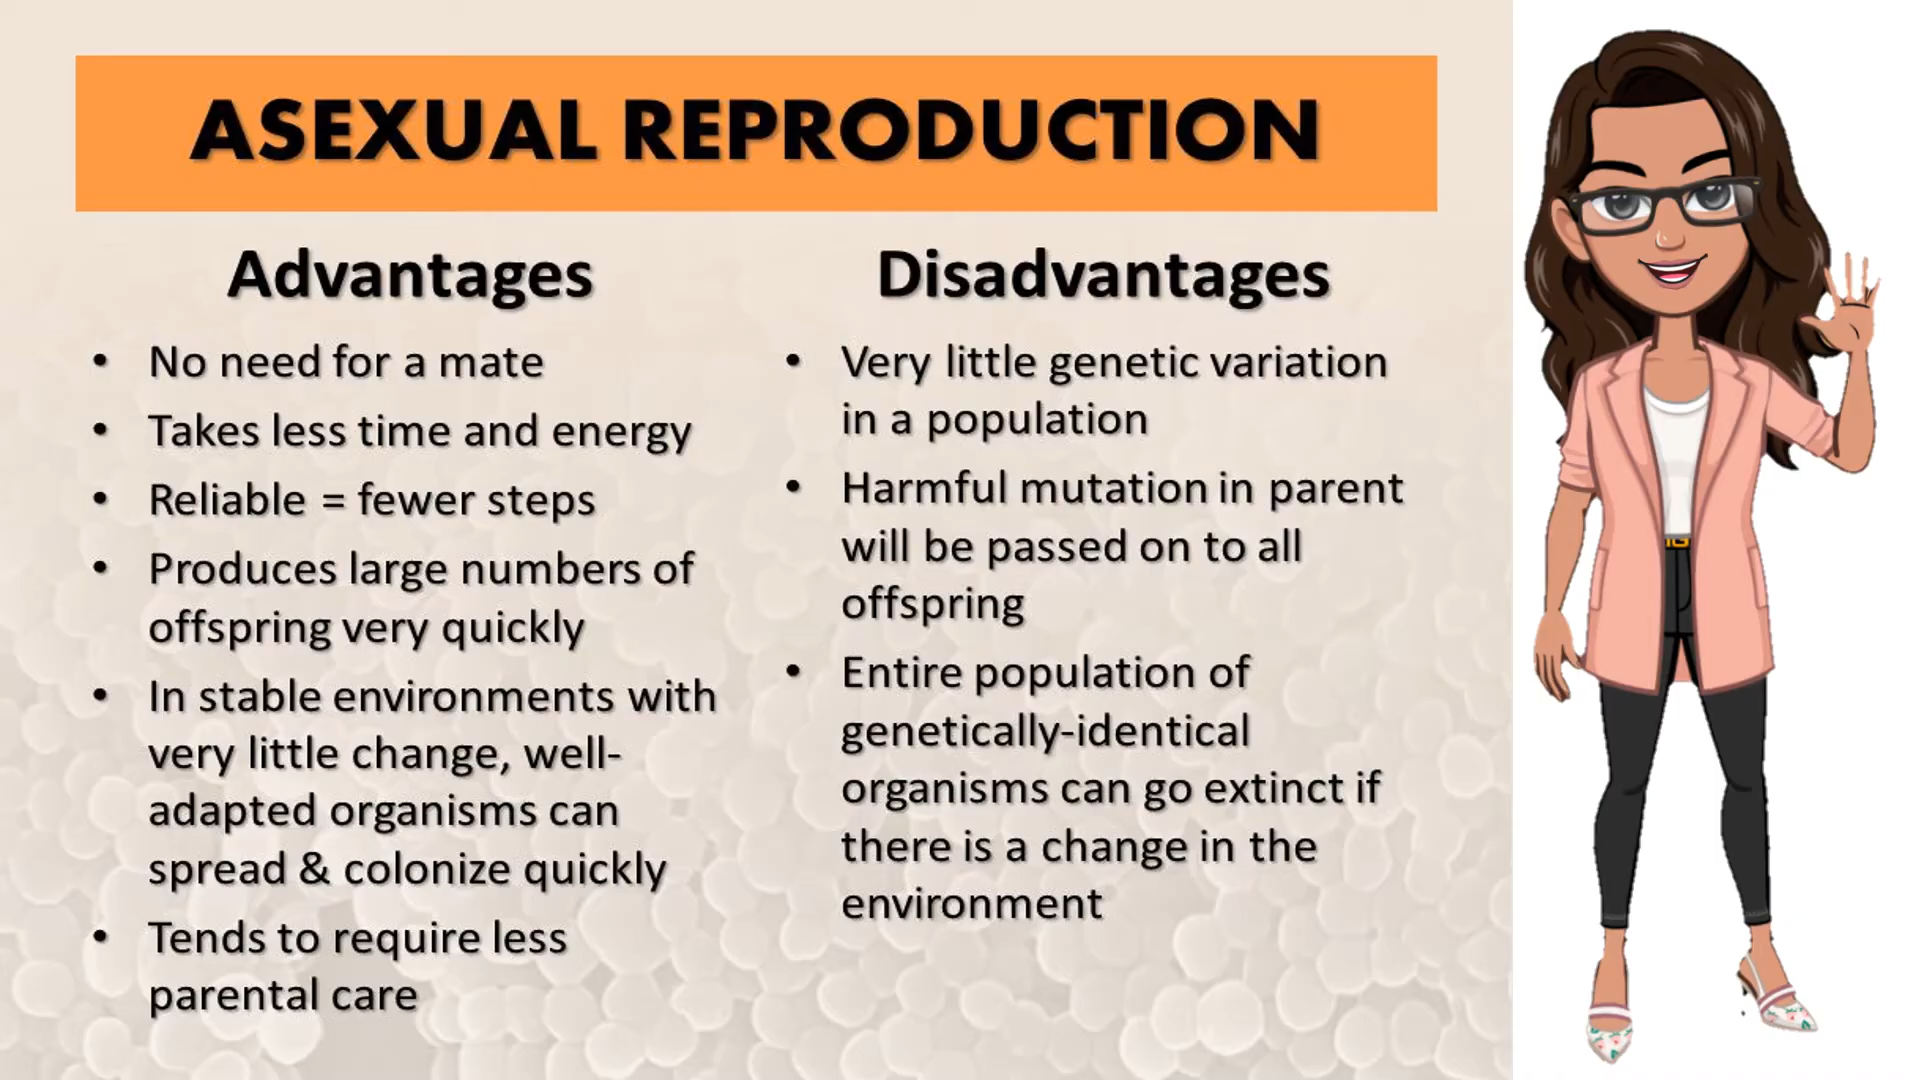 ASEXUAL REPRODUCTION
Advantages
• No need for a mate
• Takes less time and energy
• Reliable = fewer steps
• Produces large numbers of
offspring very quickly
• In stable environments with
very little change, well-
adapted organisms can
spread & colonize quickly
• Tends to require less
parental care
Disadvantages
• Very little genetic variation
in a population
• Harmful mutation in parent
will be passed on to all
offspring
• Entire population of
genetically-identical
organisms can go extinct if
there is a change in the
environment